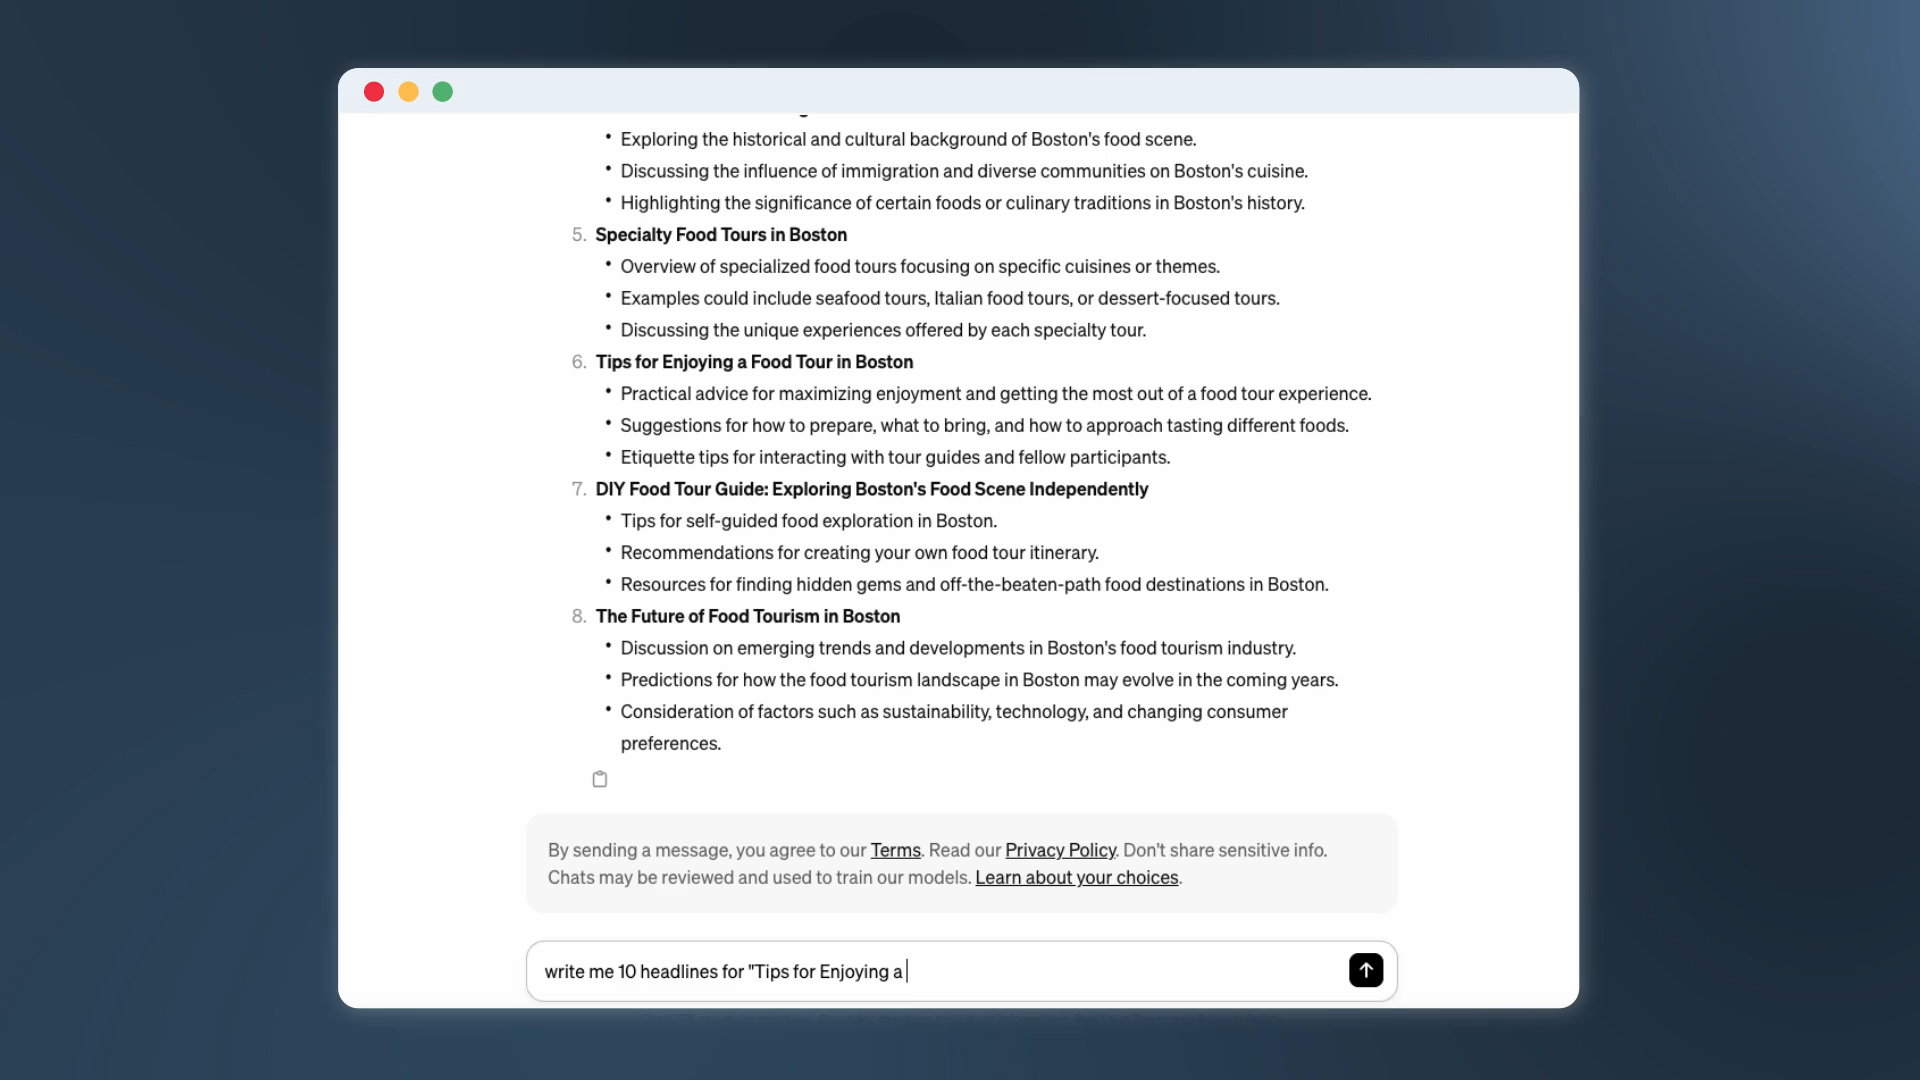 • Exploring the historical and cultural background of Boston's food scene.
• Discussing the influence of immigration and diverse communities on Boston's cuisine.
• Highlighting the significance of certain foods or culinary traditions in Boston's history.
5. Specialty Food Tours in Boston
• Overview of specialized food tours focusing on specific cuisines or themes.
• Examples could include seafood tours, Italian food tours, or dessert-focused tours.
• Discussing the unique experiences offered by each specialty tour.
6. Tips for Enjoying a Food Tour in Boston
• Practical advice for maximizing enjoyment and getting the most out of a food tour experience.
• Suggestions for how to prepare, what to bring, and how to approach tasting different foods.
• Etiquette tips for interacting with tour guides and fellow participants.
7. DIY Food Tour Guide: Exploring Boston's Food Scene Independently
• Tips for self-guided food exploration in Boston.
• Recommendations for creating your own food tour itinerary.
• Resources for finding hidden gems and off-the-beaten-path food destinations in Boston.
8. The Future of Food Tourism in Boston
• Discussion on emerging trends and developments in Boston's food tourism industry.
• Predictions for how the food tourism landscape in Boston may evolve in the coming years.
• Consideration of factors such as sustainability, technology, and changing consumer
preferences.
By sending a message, you agree to our Terms. Read our Privacy Policy. Don't share sensitive info.
Chats may be reviewed and used to train our models. Learn about your choices.
write me 10 headlines for "Tips for Enjoying a